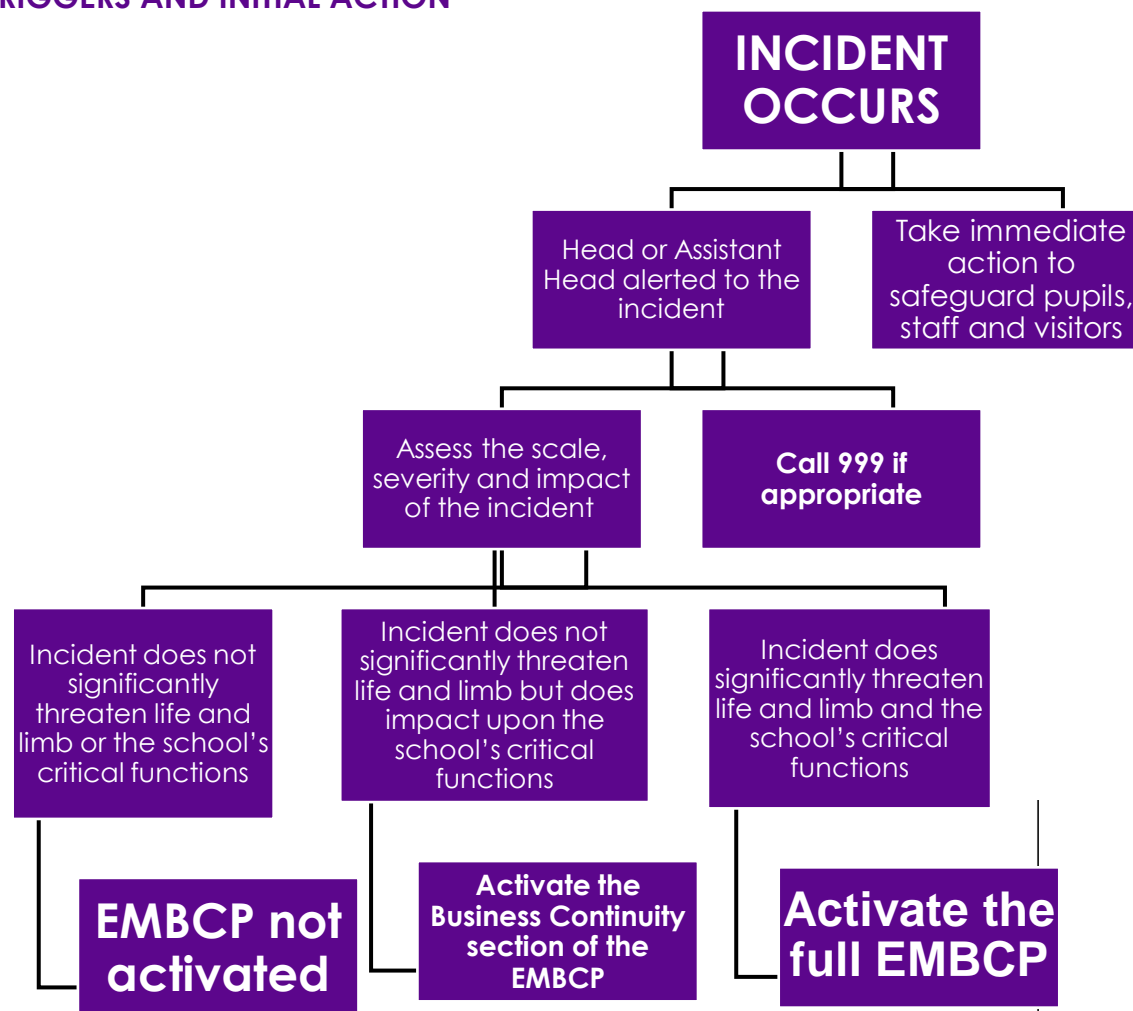 RIGGERS AND INITIAL ACTION
INCIDENT
OCCURS
Head or Assistant
Head alerted to the
incident
Take immediate
action to
safeguard pupils,
staff and visitors
Assess the scale,
severity and impact
of the incident
Call 999 if
appropriate
Incident does not
significantly
threaten life and
limb or the school’s
critical functions
Incident does not
significantly threaten
life and limb but does
impact upon the
school’s critical
functions
Incident does
significantly threaten
life and limb and the
school’s critical
functions
EMBCP not
activated
Activate the
Business Continuity
section of the
EMBCP
Activate the
full EMBCP